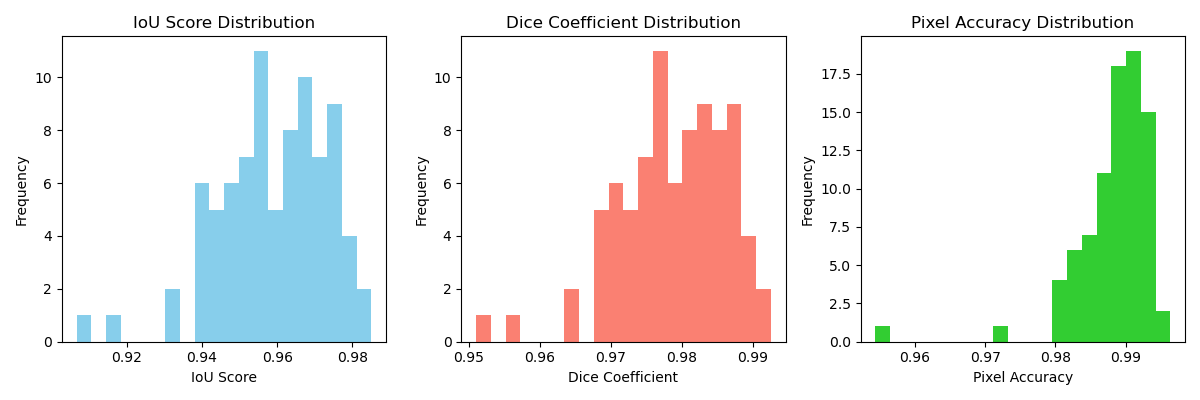 IoU Score Distribution
Dice Coefficient Distribution
Pixel Accuracy Distribution
Frequency
10
8
6
4
2
0
0.92 0.94 0.96 0.98
IoU Score
Frequency
10
8
6
4
2
0
0.95 0.96 0.97 0.98 0.99
Dice Coefficient
Frequency
17.5
15.0
12.5
10.0
7.5
5.0
2.5
0.0
0.96 0.97 0.98 0.99
Pixel Accuracy